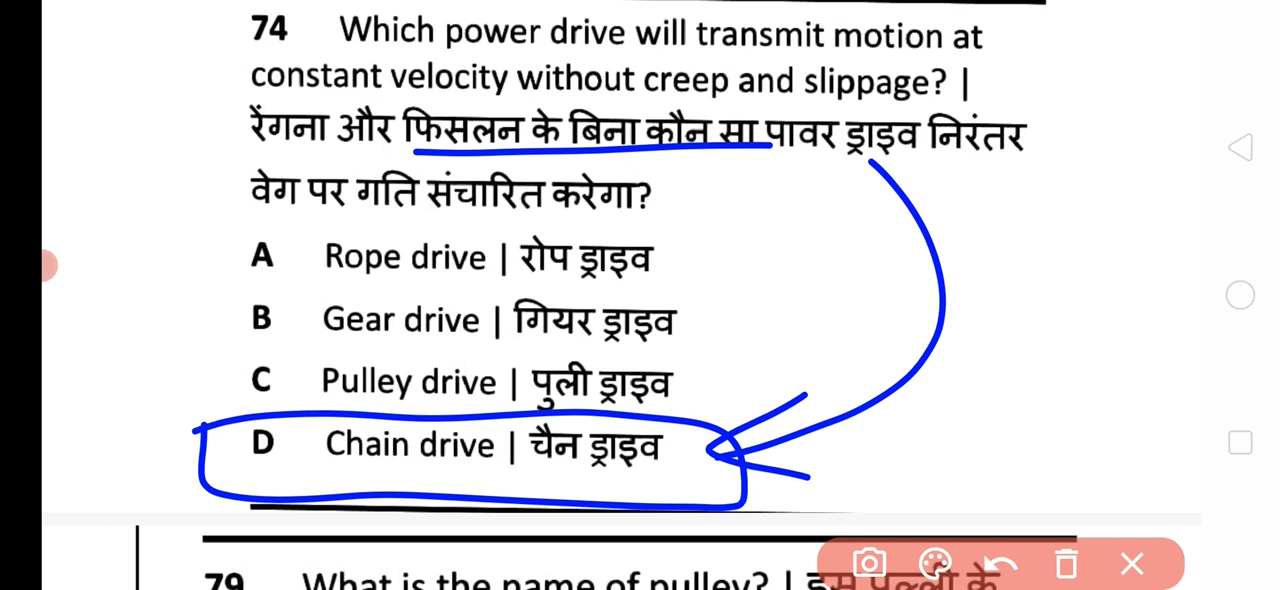 74 Which power drive will transmit motion at
constant velocity without creep and slippage? |
रेंगना और फिसलन के बिना कौन सा पावर ड्राइव निरंतर
वेग पर गति संचारित करेगा?
A Rope drive | रोप ड्राइव
B Gear drive | गियर ड्राइव
C Pulley drive | पुली ड्राइव
D Chain drive | चैन ड्राइव
79 What is the name of pulley? | इस पुल्ली के